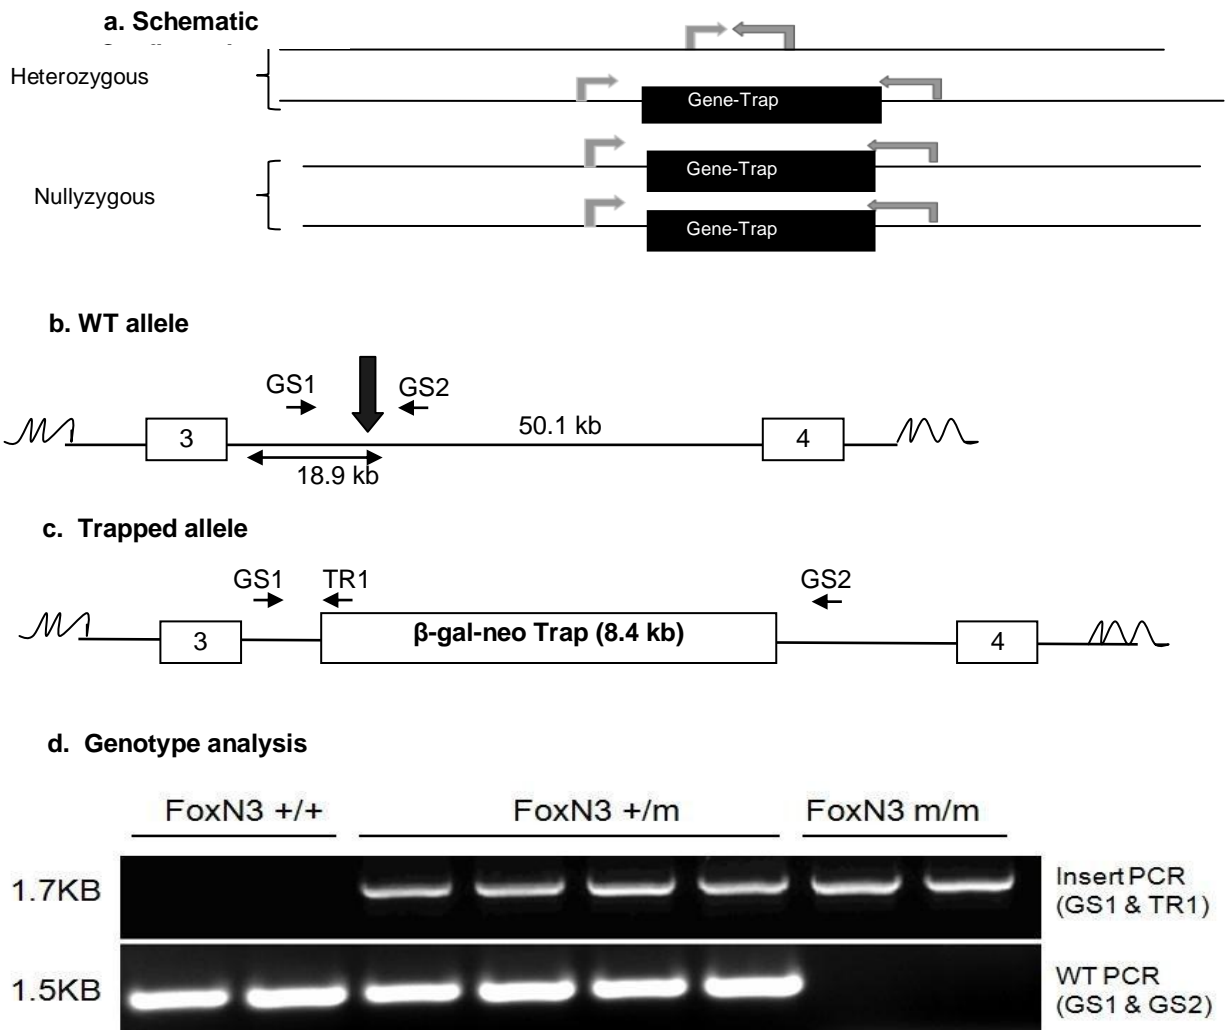 a. Schematic
Heterozygous
Gene-Trap
Gene-Trap
Nullyzygous
Gene-Trap
b. WT allele
GS1
GS2
3
50.1 kb
4
18.9 kb
c. Trapped allele
GS1
TR1
GS2
3
β-gal-neo Trap (8.4 kb)
4
d. Genotype analysis
FoxN3 +/+
FoxN3 +/m
FoxN3 m/m
1.7KB
Insert PCR
(GS1 & TR1)
1.5KB
WT PCR
(GS1 & GS2)